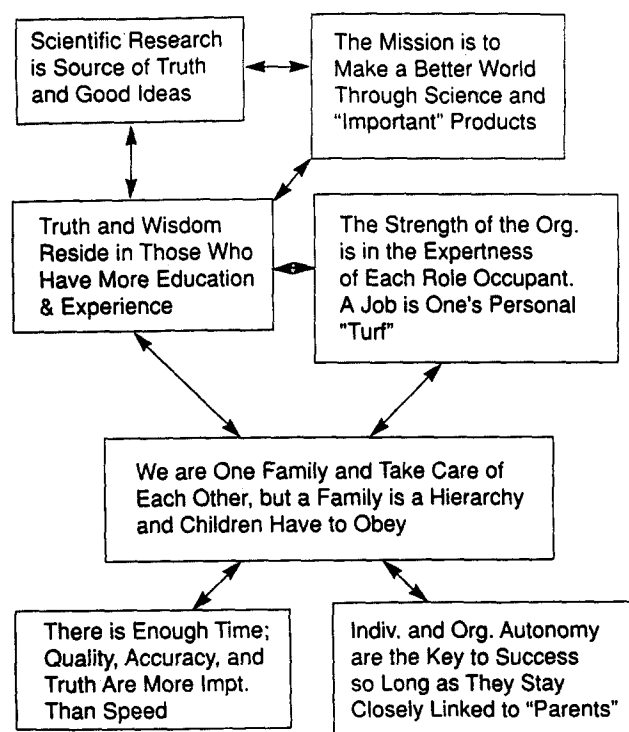 Scientific Research
is Source of Truth
and Good Ideas
The Mission is to
Make a Better World
Through Science and
“Important” Products
Truth and Wisdom
Reside in Those Who
Have More Education
& Experience
The Strength of the Org.
is in the Expertness
of Each Role Occupant.
A Job is One's Personal
"Turf”
We are One Family and Take Care of
Each Other, but a Family is a Hierarchy
and Children Have to Obey
There is Enough Time;
Quality, Accuracy, and
Truth Are More Impt.
Than Speed
Indiv. and Org. Autonomy
are the Key to Success
so Long as They Stay
Closely Linked to “Parents”